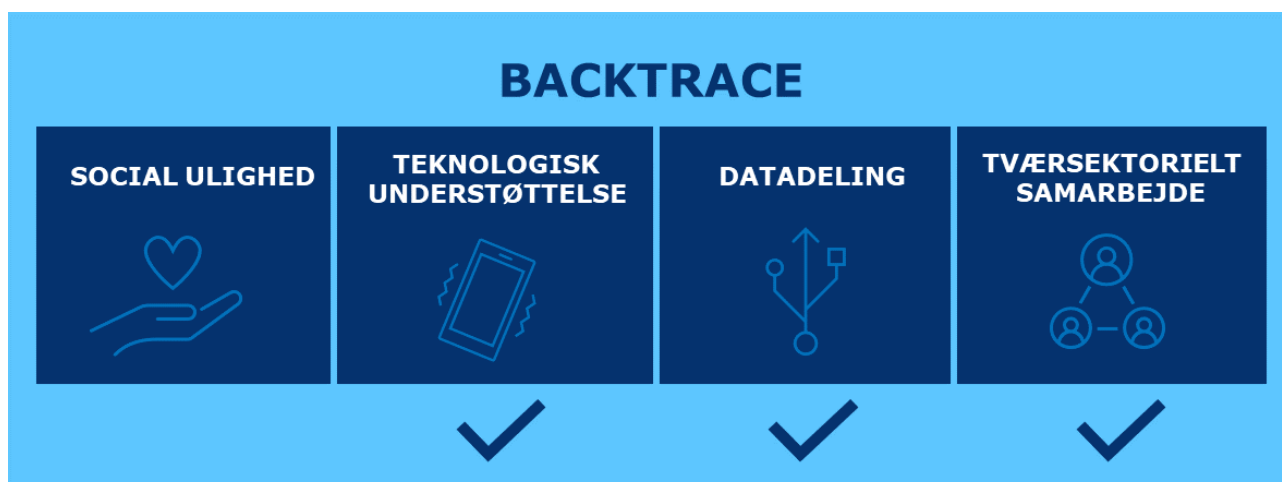 BACKTRACE
SOCIAL ULIGHED
TEKNOLOGISK
UNDERSTØTTELSE
DATADELING
TVÆRSEKTORIELT
SAMARBEJDE